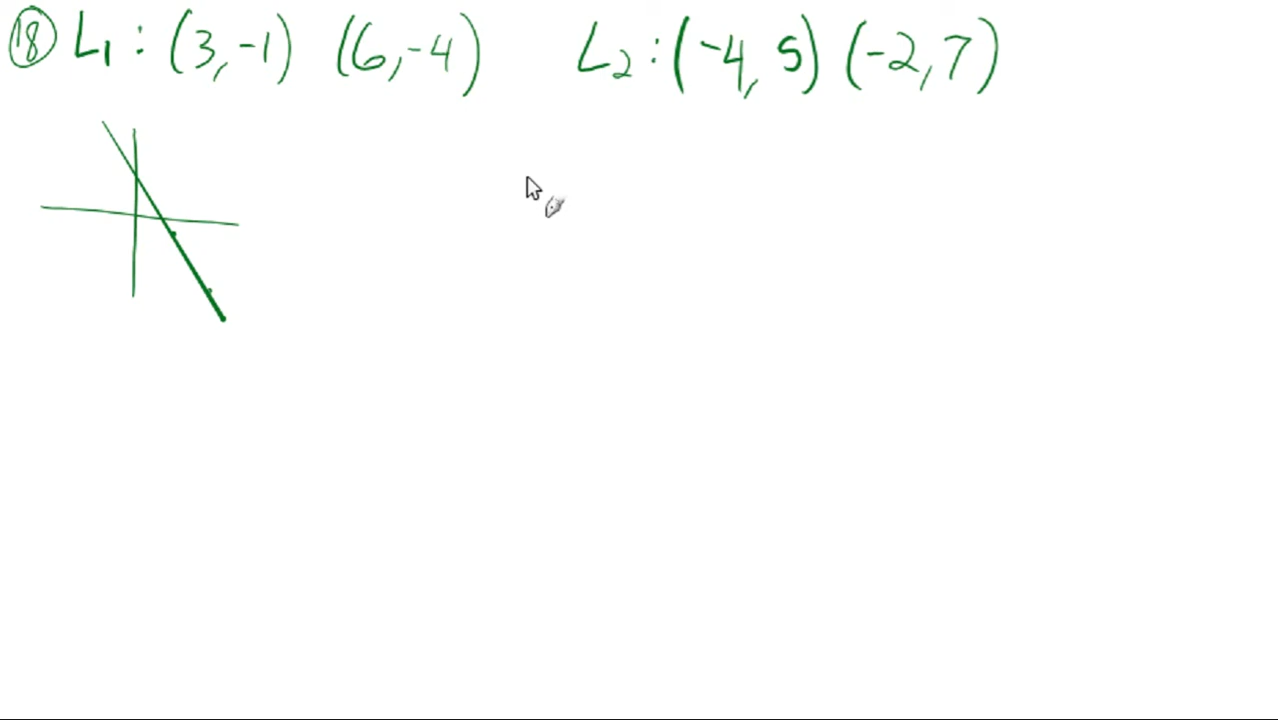 ⑱ L₁ : (3, -1) (6, -4) L₂ : (-4, 5) (-2, 7)